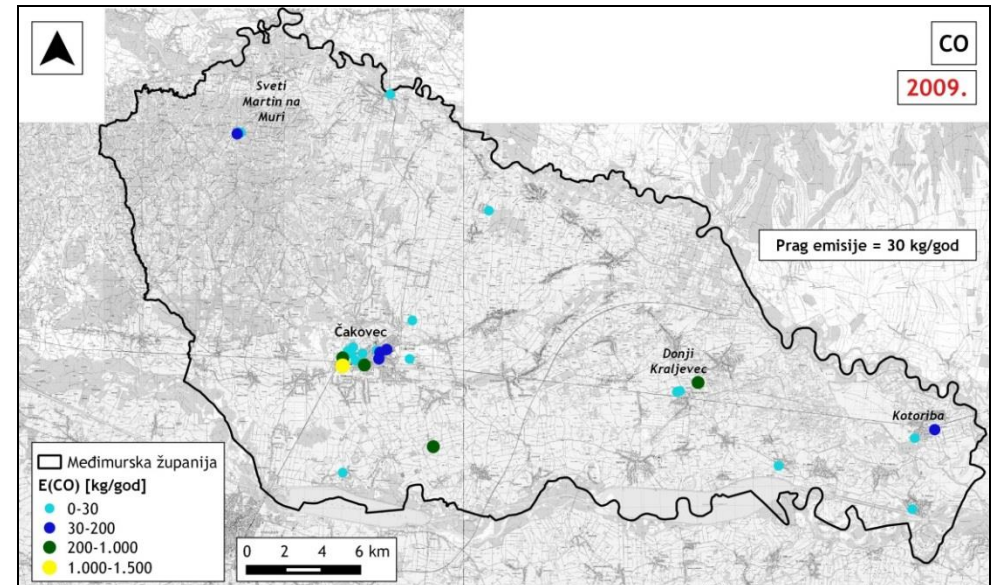 CO
2009.
Sveti
Martin na
Muri
Prag emisije = 30 kg/god
Čakovec
Donji
Kraljevec
Kotoriba
Međimurska županija
E(CO) [kg/god]
0-30
30-200
200-1.000
1.000-1.500
0 2 4 6 km